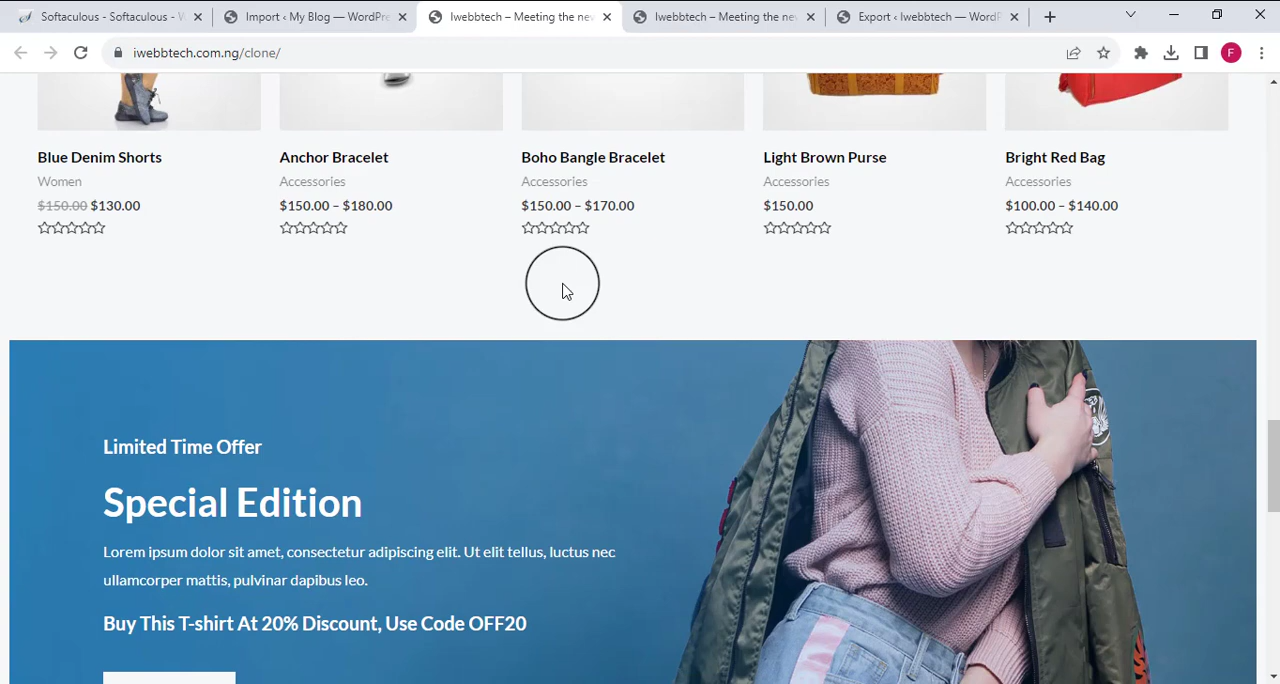 Softaculous - Softaculous - W
Import ‹ My Blog — WordPre
Iwebbtech – Meeting the nev
Iwebbtech – Meeting the nev
Export ‹ Iwebbtech — WordP
iwebbtech.com.ng/clone/
F
Blue Denim Shorts
Women
$150.00 $130.00
Anchor Bracelet
Accessories
$150.00 – $180.00
Boho Bangle Bracelet
Accessories
$150.00 – $170.00
Light Brown Purse
Accessories
$150.00
Bright Red Bag
Accessories
$100.00 – $140.00
Limited Time Offer
Special Edition
Lorem ipsum dolor sit amet, consectetur adipiscing elit. Ut elit tellus, luctus nec
ullamcorper mattis, pulvinar dapibus leo.
Buy This T-shirt At 20% Discount, Use Code OFF20